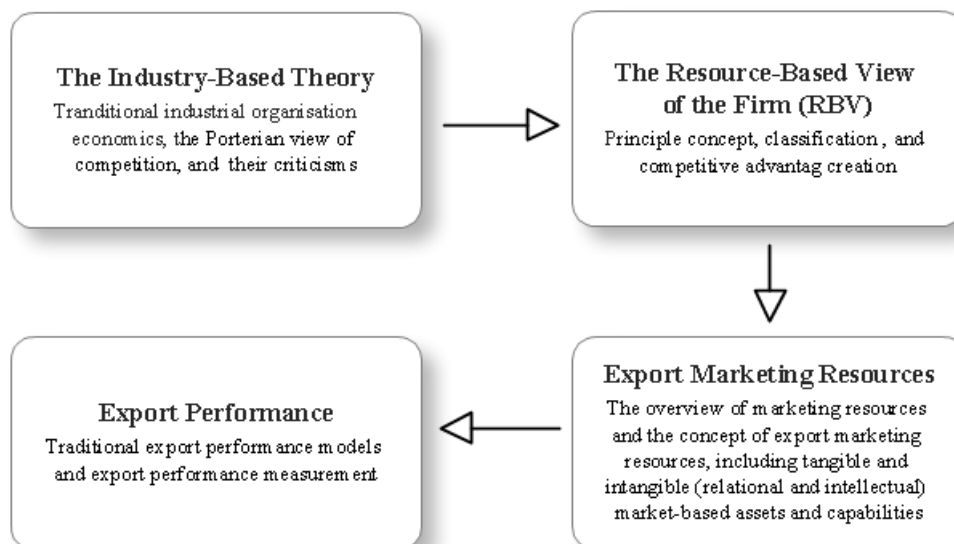 The Industry-Based Theory
Tranditional industrial organisation
economics, the Porterian view of
competition, and their criticisms
The Resource-Based View
of the Firm (RBV)
Principle concept, classification, and
competitive advantag creation
Export Marketing Resources
The overview of marketing resources
and the concept of export marketing
resources, including tangible and
intangible (relational and intellectual)
market-based assets and capabilities
Export Performance
Traditional export performance models
and export performance measurement